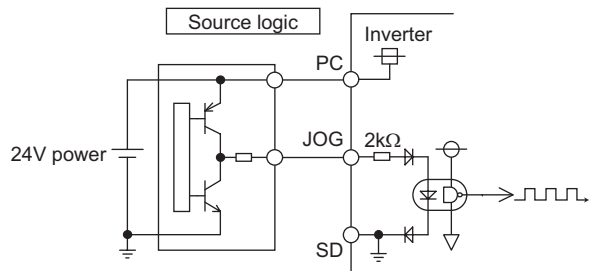 Source logic
Inverter
PC
JOG
2kΩ
24V power
SD